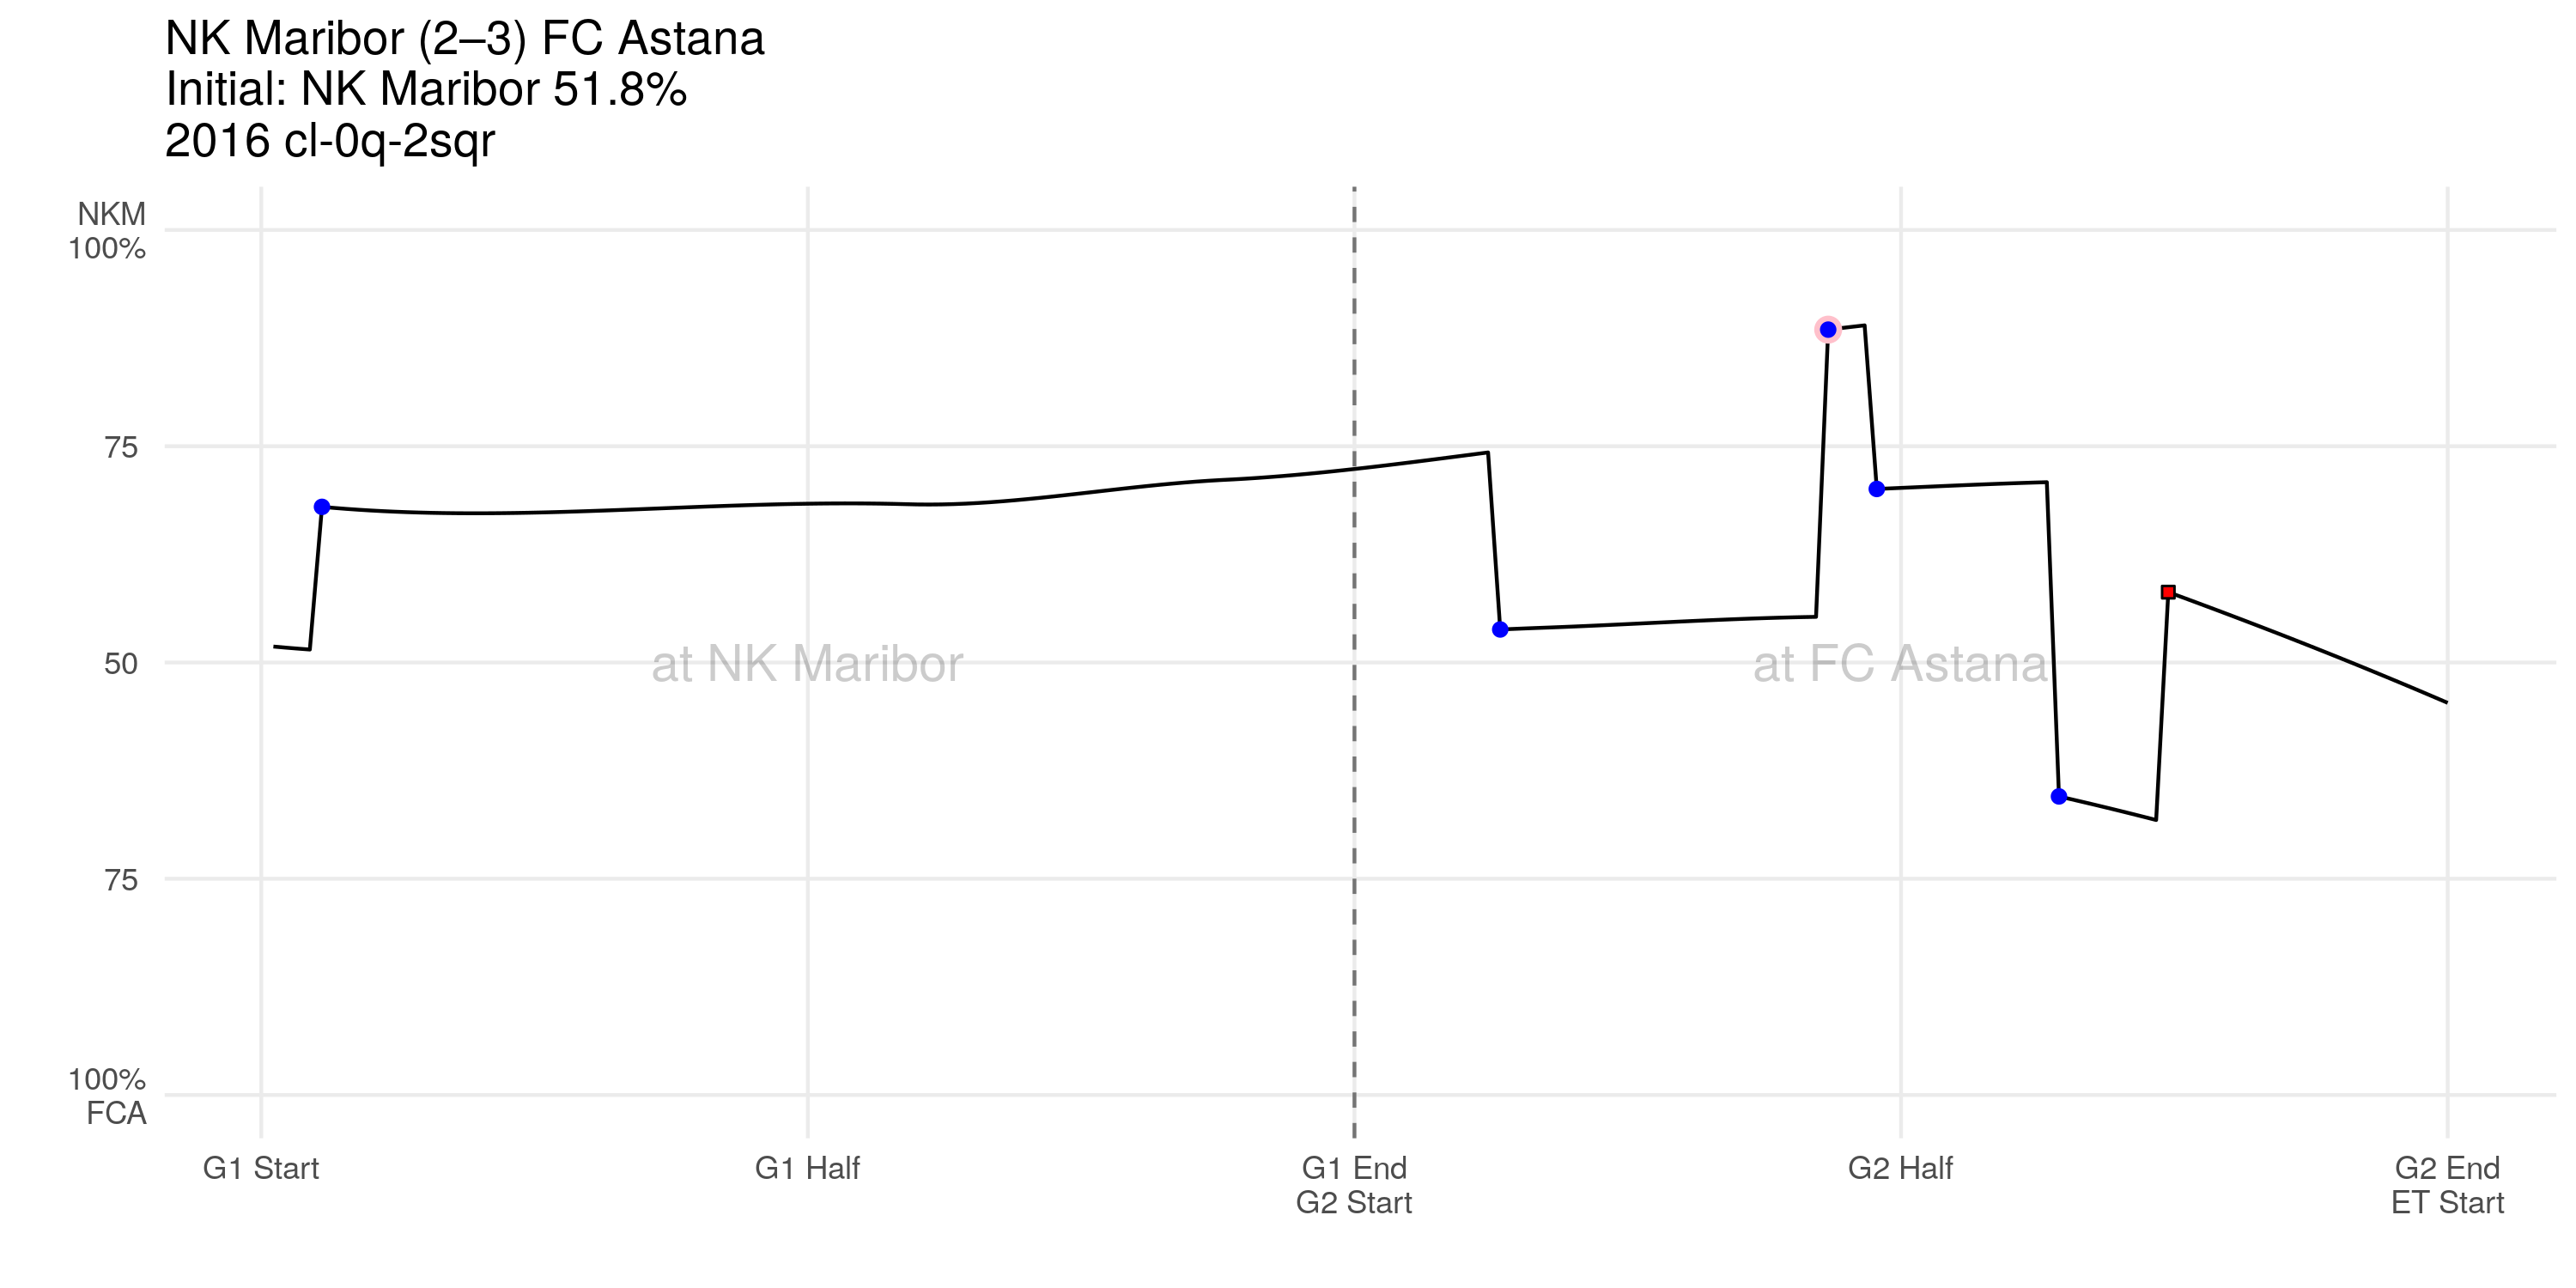 NK Maribor (2–3) FC Astana
Initial: NK Maribor 51.8%
2016 cl-0q-2sqr
NKM
100%
75
50
75
100%
FCA
at NK Maribor
at FC Astana
G1 Start
G1 Half
G1 End
G2 Start
G2 Half
G2 End
ET Start